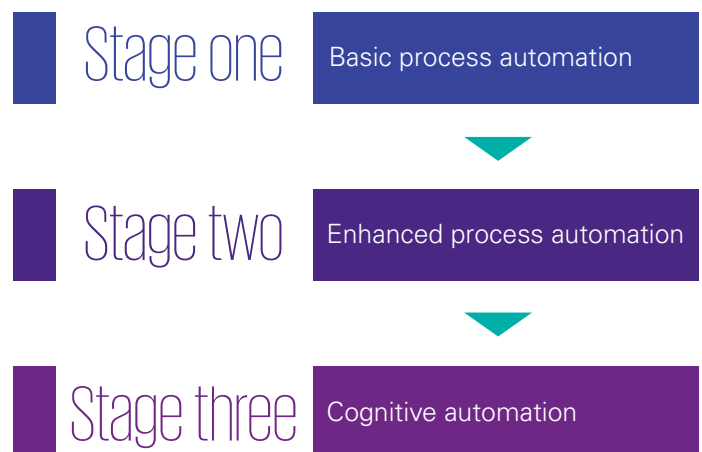 Stage one
Basic process automation
Stage two
Enhanced process automation
Stage three
Cognitive automation